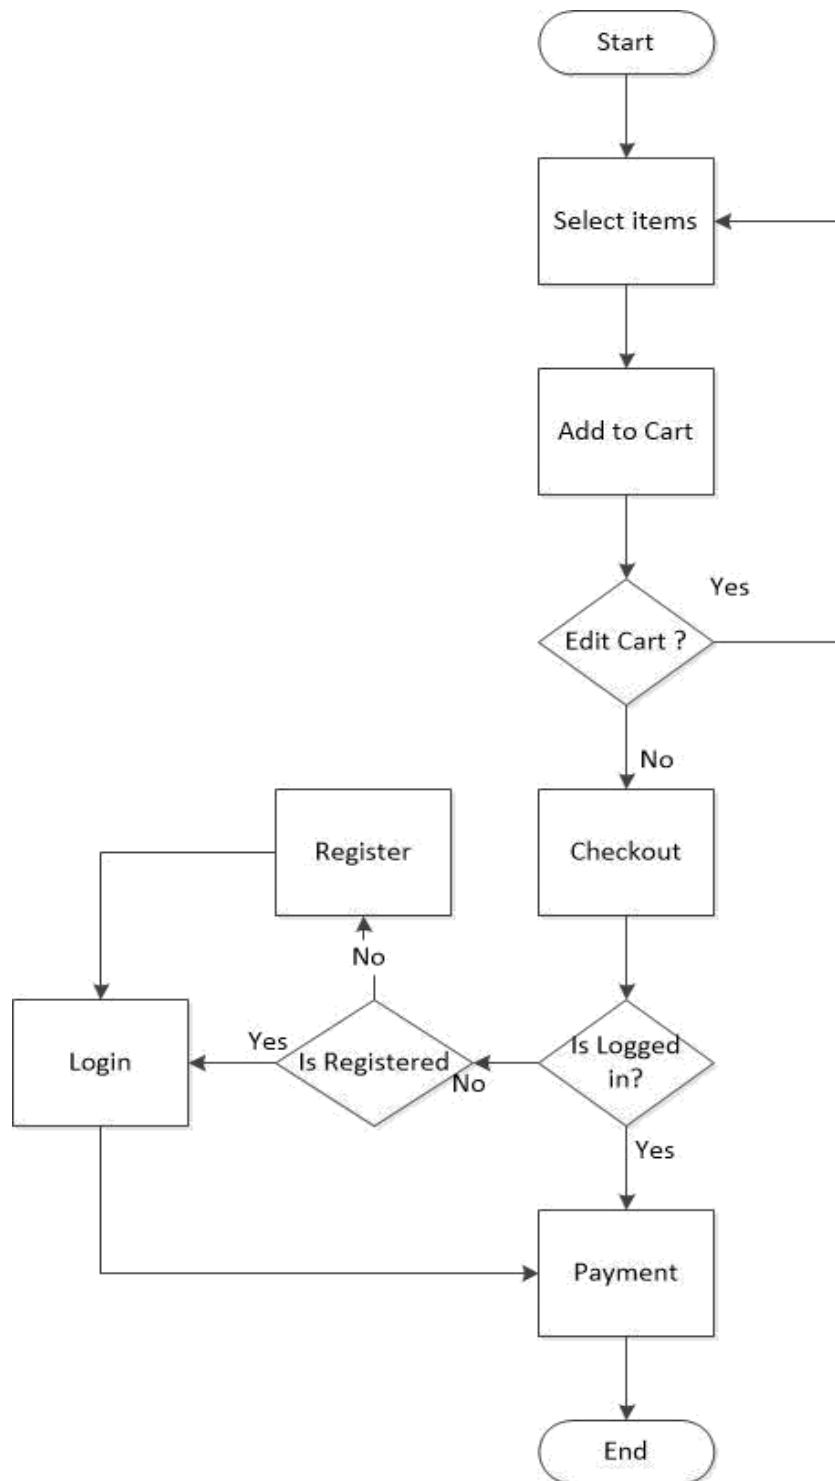 Start
Select items
Add to Cart
Yes
Edit Cart ?
No
Register
Checkout
No
Yes
Login
Is Registered
No
Is Logged
in?
Yes
Payment
End